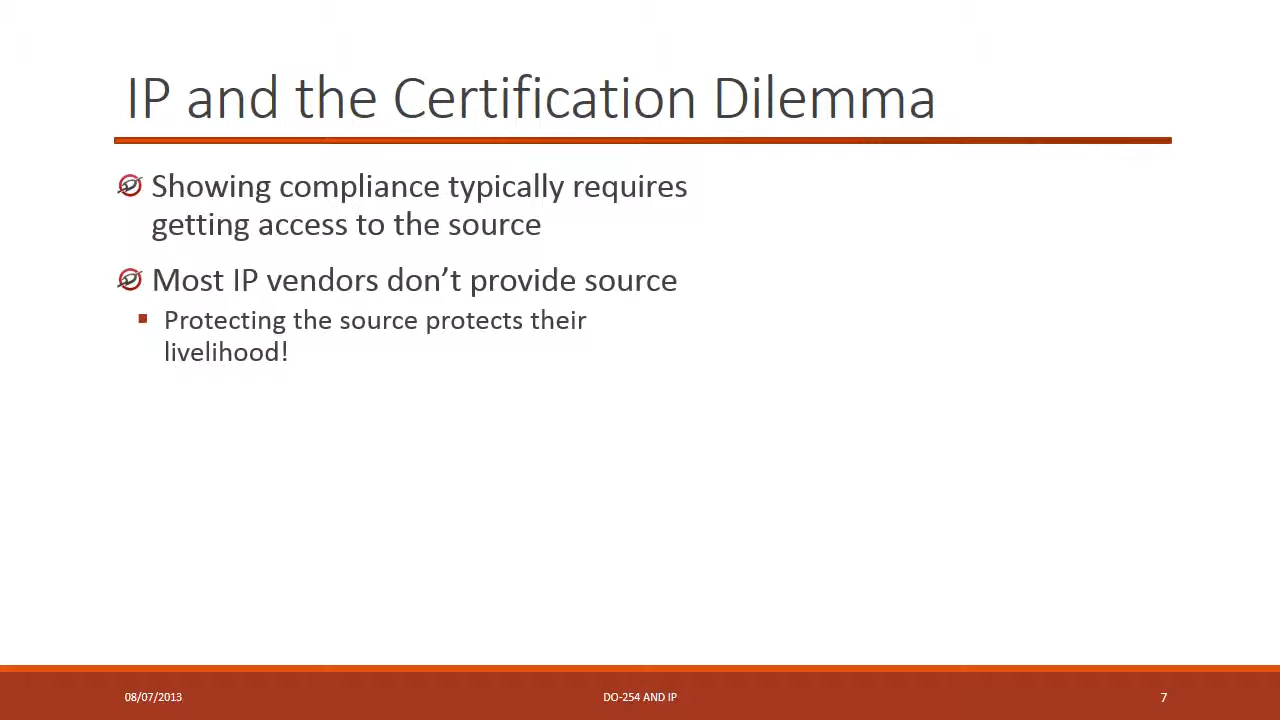 IP and the Certification Dilemma
Showing compliance typically requires
getting access to the source
Most IP vendors don’t provide source
Protecting the source protects their
livelihood!
08/07/2013
DO-254 AND IP
7